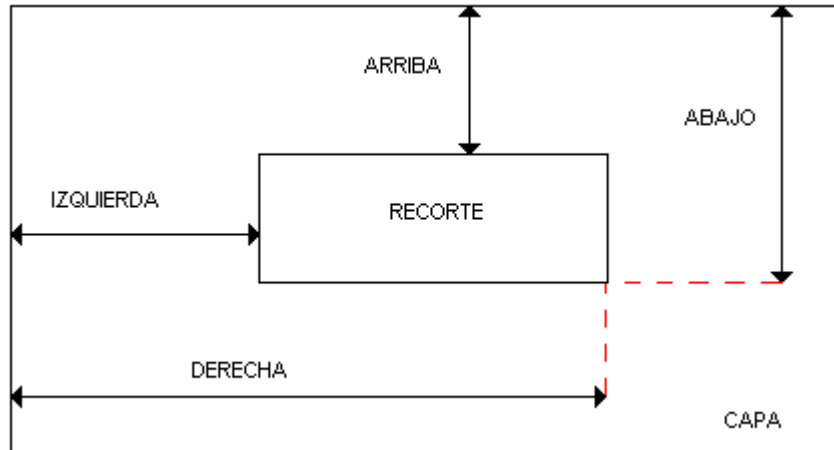 ARRIBA
ABAJO
IZQUIERDA
RECORTE
DERECHA
CAPA